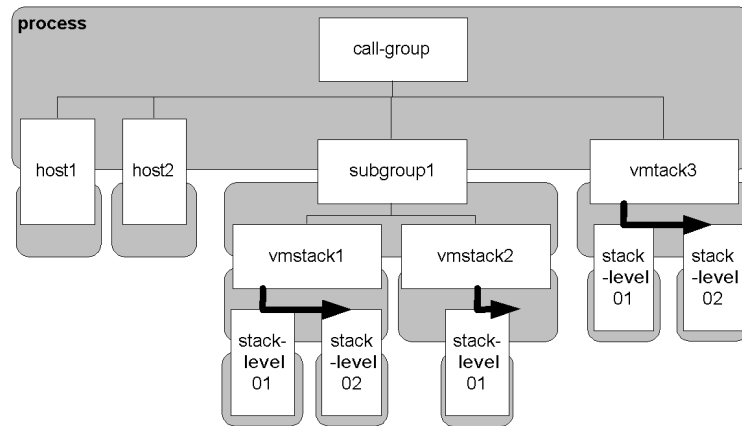 process
call-group
host1
host2
subgroup1
vmtack3
vmstack1
vmstack2
stack
-level
01
stack
-level
02
stack-
level
01
stack
-level
02
stack-
level
01